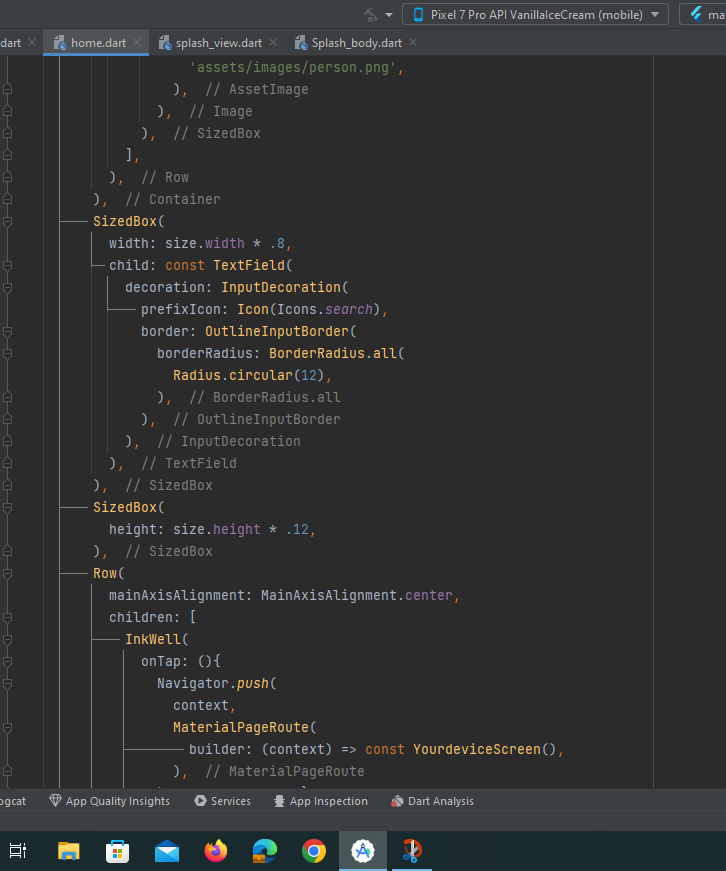 Pixel 7 Pro API VanillaIceCream (mobile)
ma
dart
home.dart
splash_view.dart
Splash_body.dart
'assets/images/person.png',
), // AssetImage
), // Image
), // SizedBox
],
), // Row
), // Container
SizedBox(
width: size.width * .8,
child: const TextField(
decoration: InputDecoration(
prefixIcon: Icon(Icons.search),
border: OutlineInputBorder(
borderRadius: BorderRadius.all(
Radius.circular(12),
), // BorderRadius.all
), // OutlineInputBorder
), // InputDecoration
), // TextField
), // SizedBox
SizedBox(
height: size.height * .12,
), // SizedBox
Row(
mainAxisAlignment: MainAxisAlignment.center,
children: [
InkWell(
onTap: (){
Navigator.push(
context,
MaterialPageRoute(
builder: (context) => const YourdeviceScreen(),
), // MaterialPageRoute
ogcat
App Quality Insights
Services
App Inspection
Dart Analysis